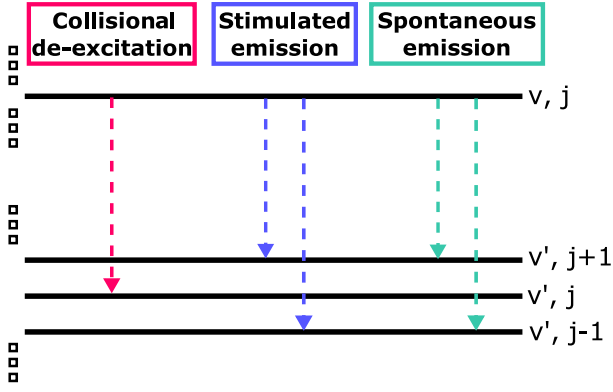 Collisional
de-excitation
Stimulated
emission
Spontaneous
emission
v, j
v', j+1
v', j
v', j-1